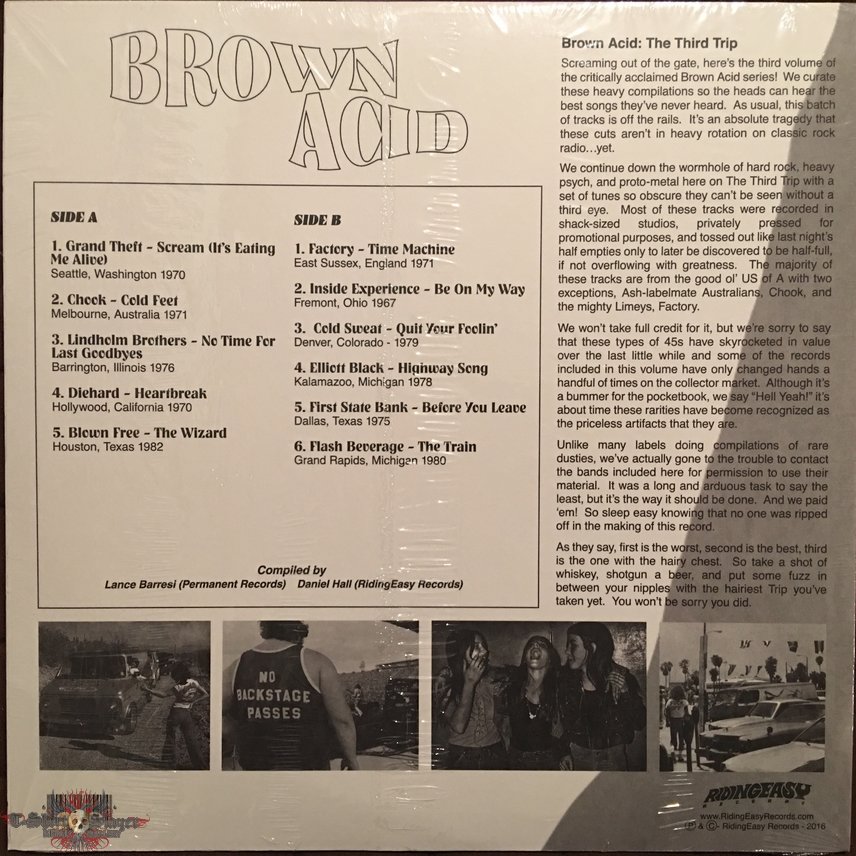 BROWN
ACID
SIDE A
1. Grand Theft - Scream (It's Eating
Me Alive)
Seattle, Washington 1970
2. Chook - Cold Feet
Melbourne, Australia 1971
3. Lindholm Brothers - No Time For
Last Goodbyes
Barrington, Illinois 1976
4. Diehard - Heartbreak
Hollywood, California 1970
5. Blown Free - The Wizard
Houston, Texas 1982
SIDE B
1. Factory - Time Machine
East Sussex, England 1971
2. Inside Experience - Be On My Way
Fremont, Ohio 1967
3. Cold Sweat - Quit Your Foolin'
Denver, Colorado - 1979
4. Elliott Black - Highway Song
Kalamazoo, Michigan 1978
5. First State Bank - Before You Leave
Dallas, Texas 1975
6. Flash Beverage - The Train
Grand Rapids, Michigan 1980
Compiled by
Lance Barresi (Permanent Records) Daniel Hall (RidingEasy Records)
Brown Acid: The Third Trip
Screaming out of the gate, here's the third volume of
the critically acclaimed Brown Acid series! We curate
these heavy compilations so the heads can hear the
best songs they've never heard. As usual, this batch
of tracks is off the rails. It's an absolute tragedy that
these cuts aren't in heavy rotation on classic rock
radio...yet.
We continue down the wormhole of hard rock, heavy
psych, and proto-metal here on The Third Trip with a
set of tunes so obscure they can't be seen without a
third eye. Most of these tracks were recorded in
shack-sized studios, privately pressed for
promotional purposes, and tossed out like last night's
half empties only to later be discovered to be half-full,
if not overflowing with greatness. The majority of
these tracks are from the good ol' US of A with two
exceptions, Ash-labelmate Australians, Chook, and
the mighty Limeys, Factory.
We won't take full credit for it, but we're sorry to say
that these types of 45s have skyrocketed in value
over the last little while and some of the records
included in this volume have only changed hands a
handful of times on the collector market. Although it's
a bummer for the pocketbook, we say "Hell Yeah!" it's
about time these rarities have become recognized as
the priceless artifacts that they are.
Unlike many labels doing compilations of rare
dusties, we've actually gone to the trouble to contact
the bands included here for permission to use their
material. It was a long and arduous task to say the
least, but it's the way it should be done. And we paid
'em! So sleep easy knowing that no one was ripped
off in the making of this record.
As they say, first is the worst, second is the best, third
is the one with the hairy chest. So take a shot of
whiskey, shotgun a beer, and put some fuzz in
between your nipples with the hairiest Trip you've
taken yet. You won't be sorry you did.
NO
BACKSTAGE
PASSES
RIDINGEASY
RECORDS
www.RidingEasyRecords.com
Ⓟ & © - RidingEasy Records - 2016
T-Shirt Slayer